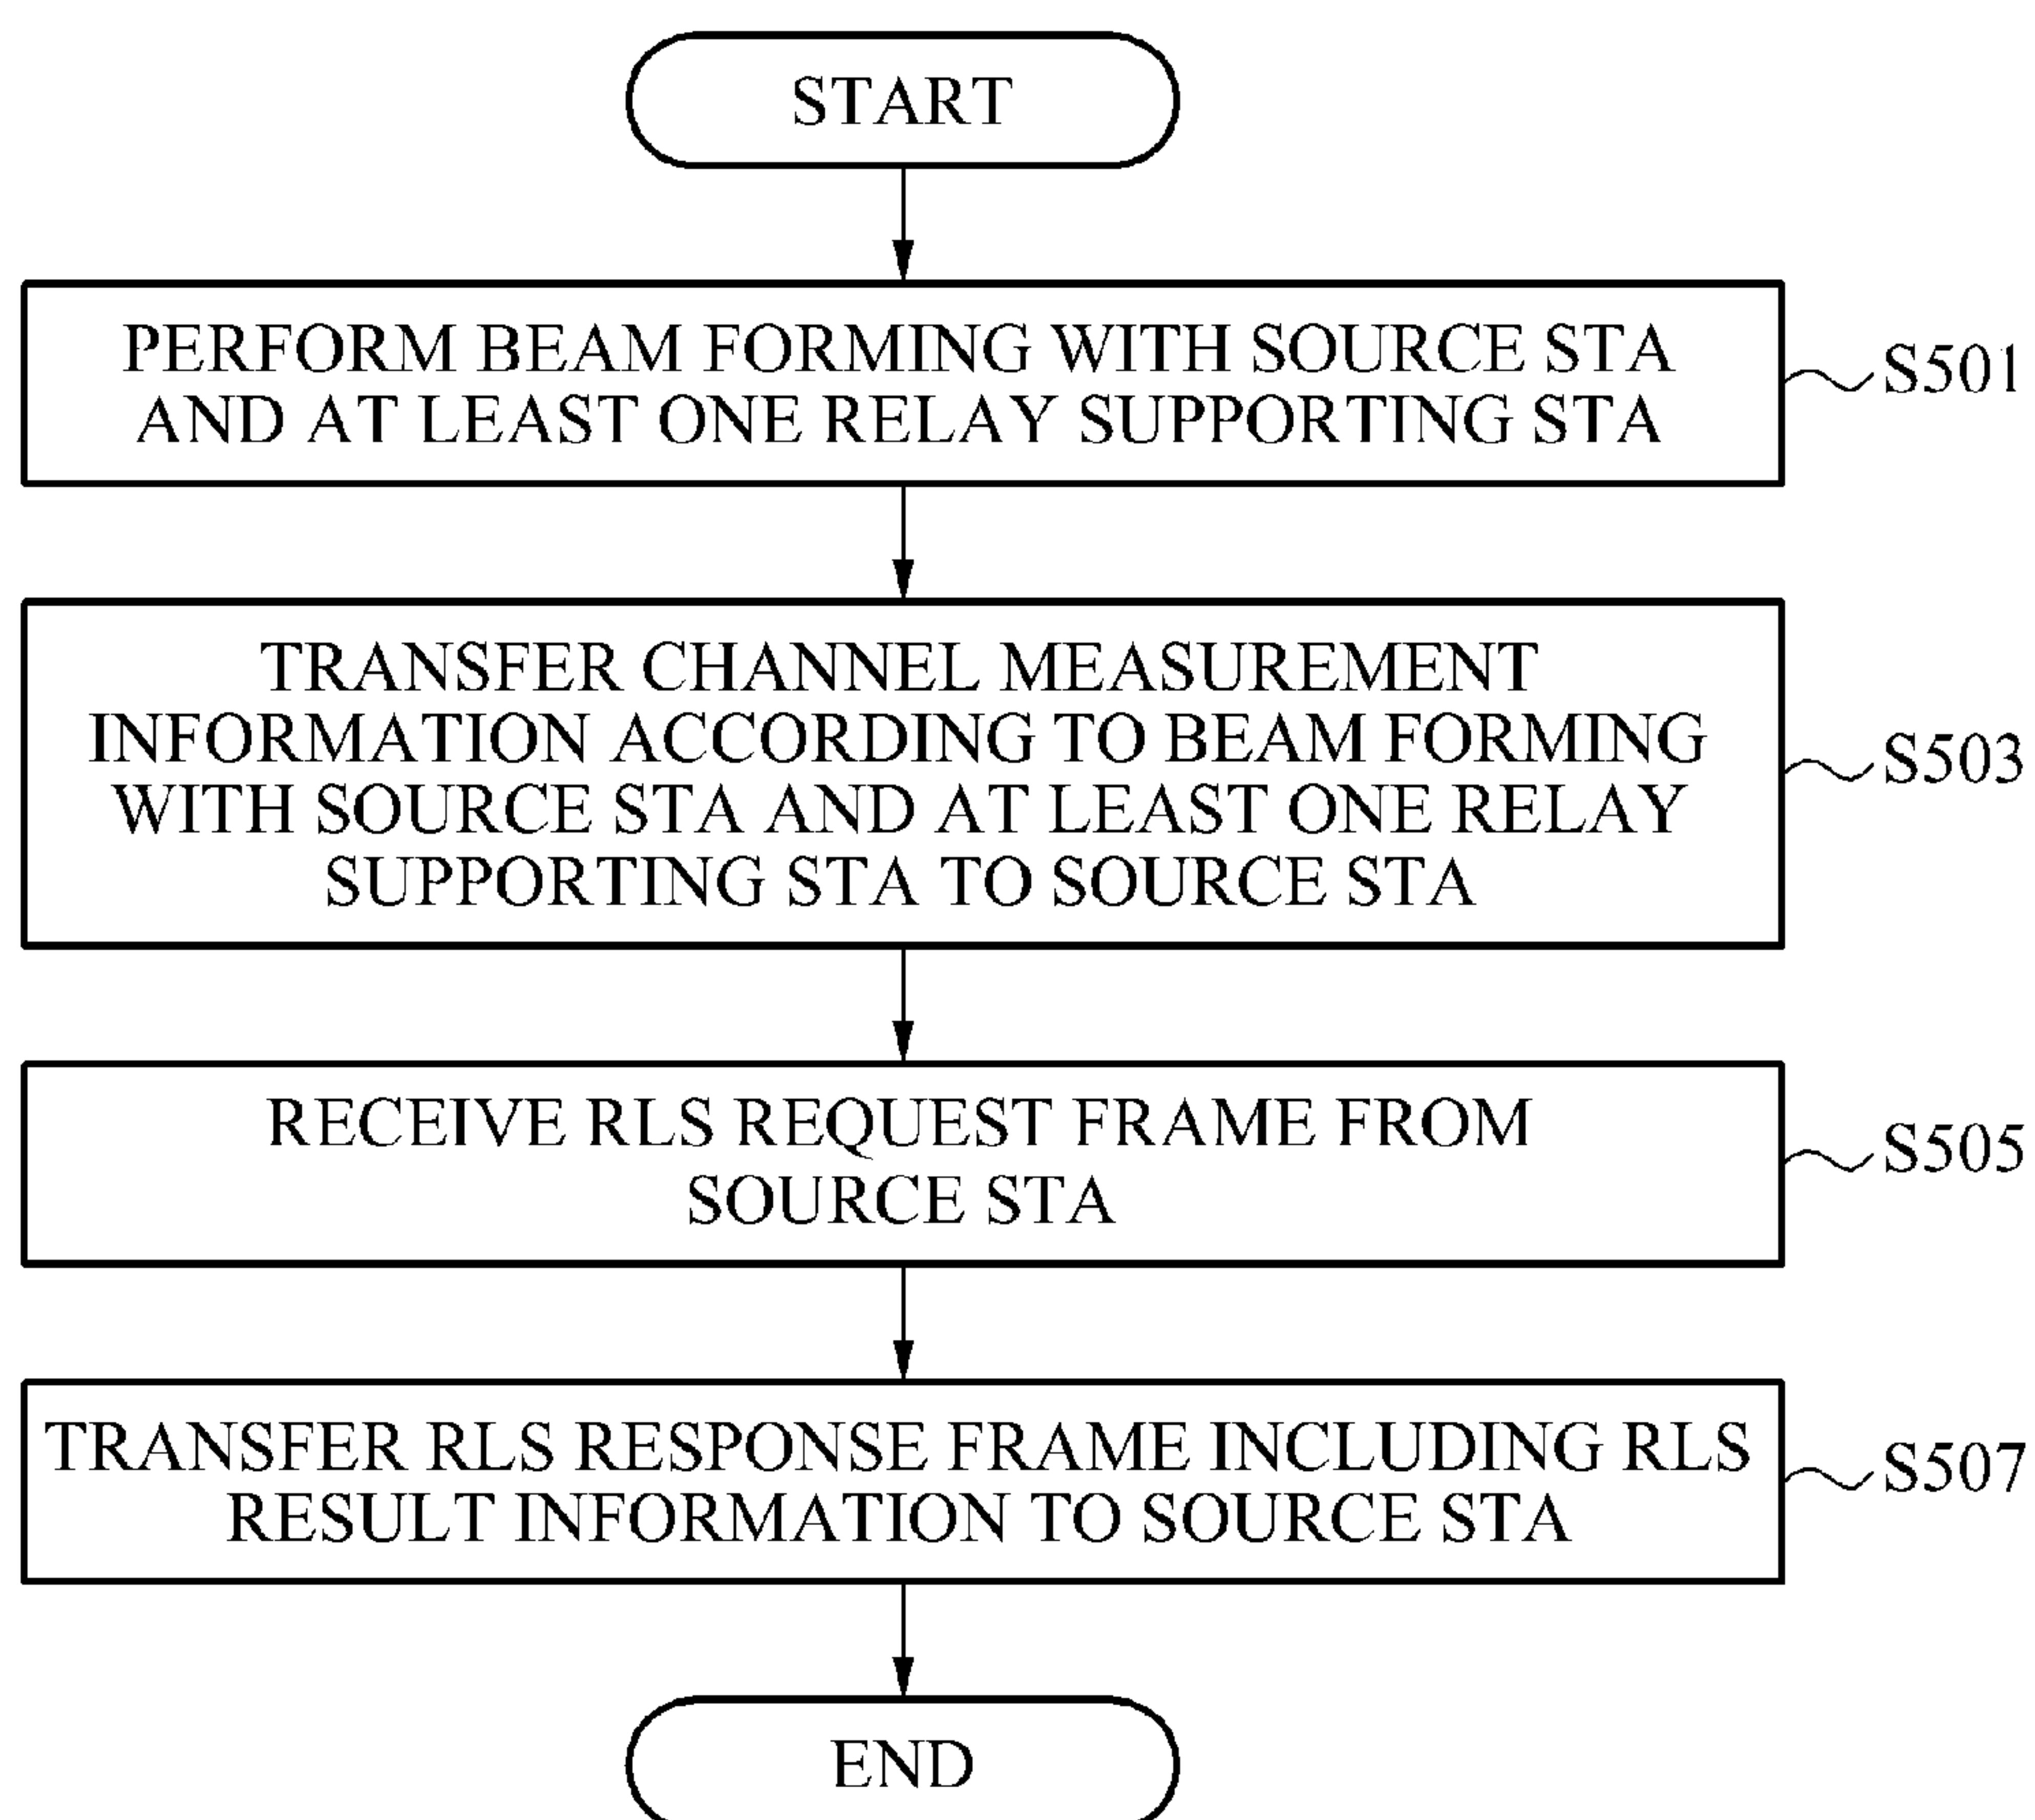 START
PERFORM BEAM FORMING WITH SOURCE STA
AND AT LEAST ONE RELAY SUPPORTING STA
S501
TRANSFER CHANNEL MEASUREMENT
INFORMATION ACCORDING TO BEAM FORMING
WITH SOURCE STA AND AT LEAST ONE RELAY
SUPPORTING STA TO SOURCE STA
S503
RECEIVE RLS REQUEST FRAME FROM
SOURCE STA
S505
TRANSFER RLS RESPONSE FRAME INCLUDING RLS
RESULT INFORMATION TO SOURCE STA
S507
END